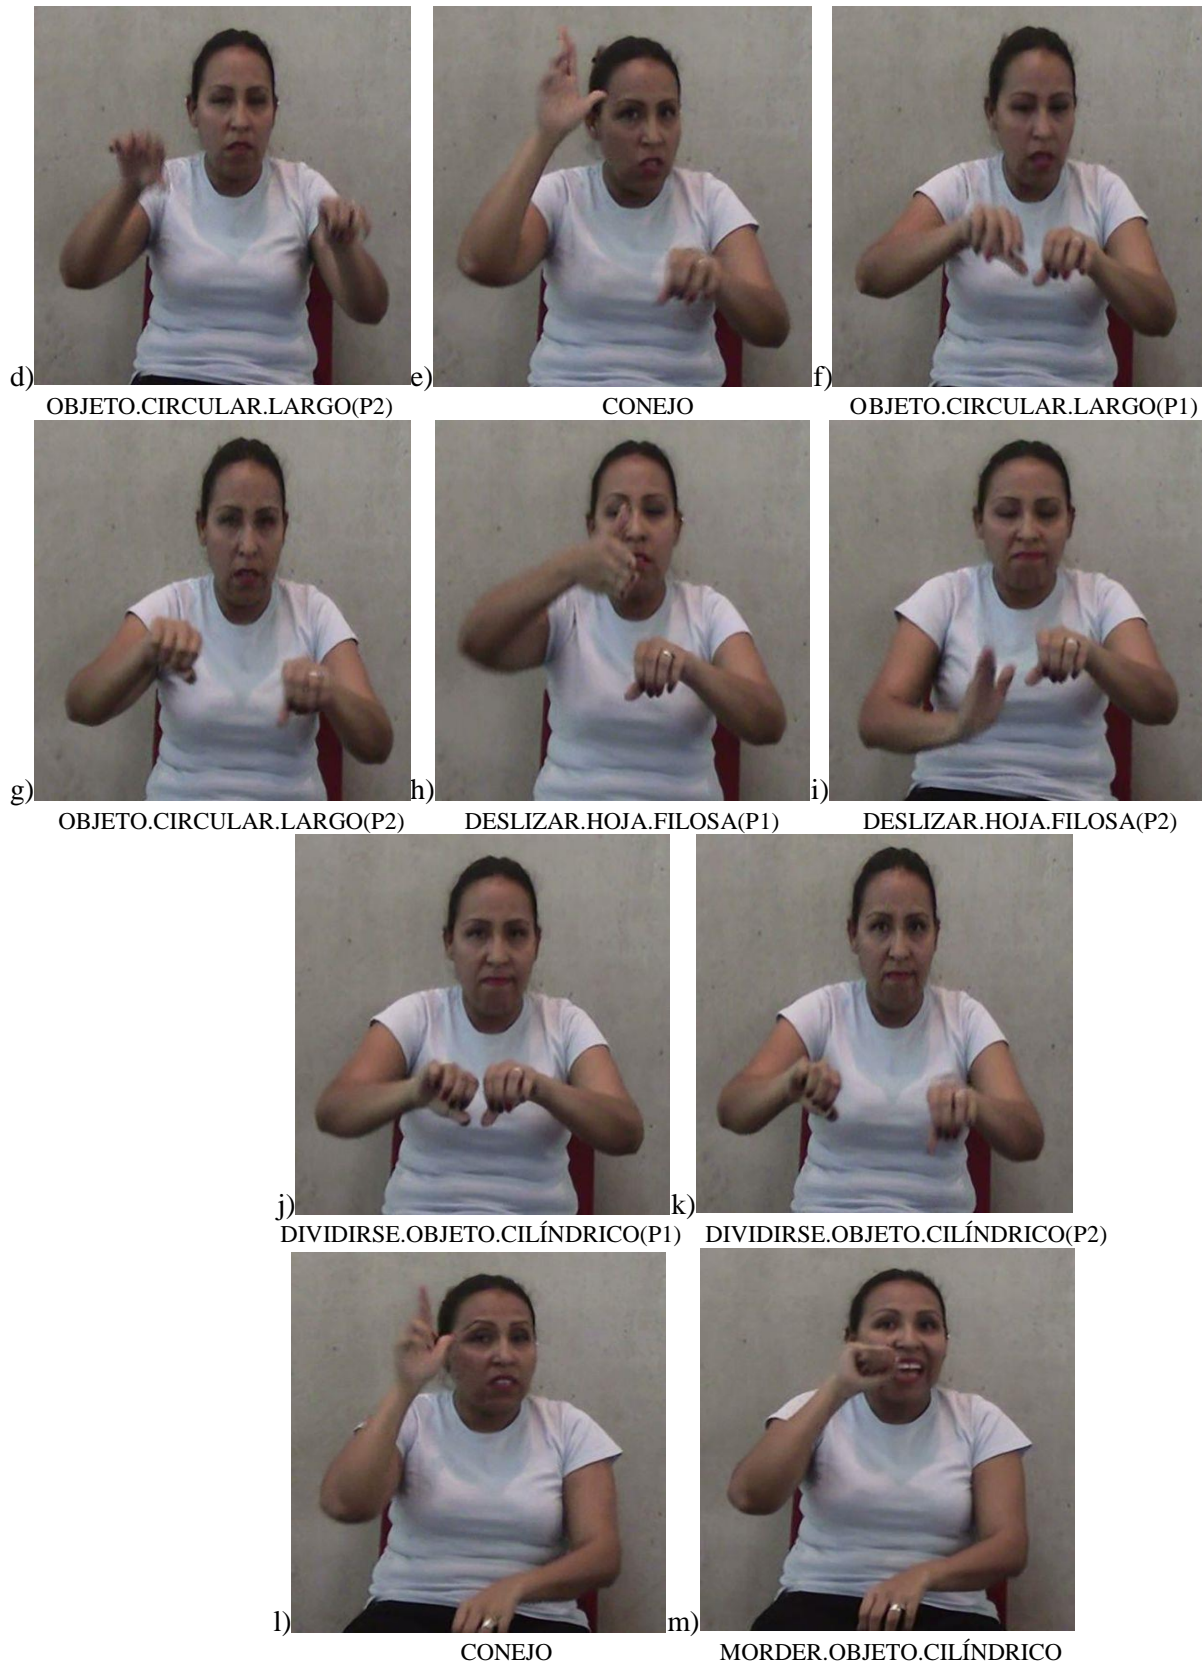 d) e) f)
OBJETO.CIRCULAR.LARGO(P2) CONEJO OBJETO.CIRCULAR.LARGO(P1)
g) h) i)
OBJETO.CIRCULAR.LARGO(P2) DESLIZAR.HOJA.FILOSA(P1) DESLIZAR.HOJA.FILOSA(P2)
j) k)
DIVIDIRSE.OBJETO.CILÍNDRICO(P1) DIVIDIRSE.OBJETO.CILÍNDRICO(P2)
l) m)
CONEJO MORDER.OBJETO.CILÍNDRICO